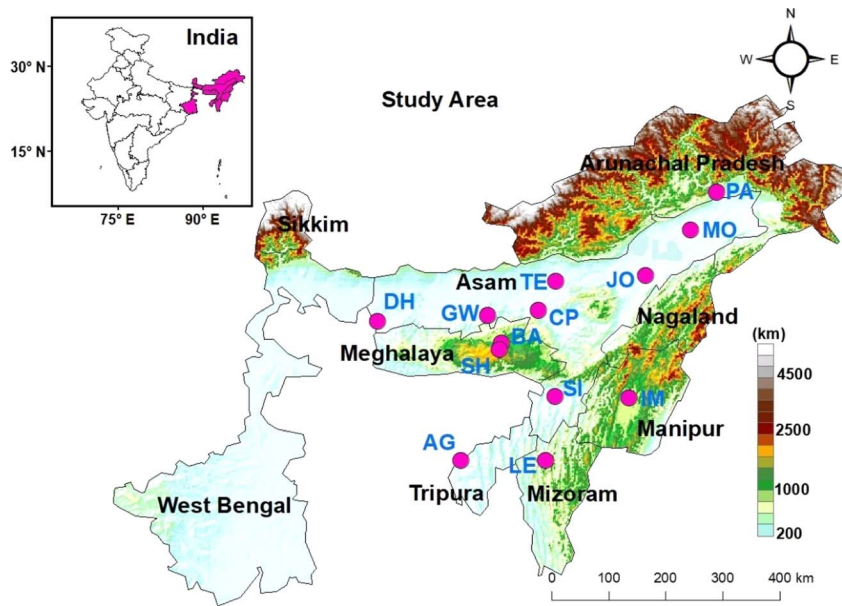 India
30° N
15° N
75° E
90° E
Study Area
N
W
E
S
Arunachal Pradesh
PA
Sikkim
MO
Asam
TE
JO
DH
GW
CP
Nagaland
BA
Meghalaya
SH
(km)
4500
2500
1000
200
SI
IM
Manipur
AG
LE
Tripura
Mizoram
West Bengal
0
100
200
300
400 km